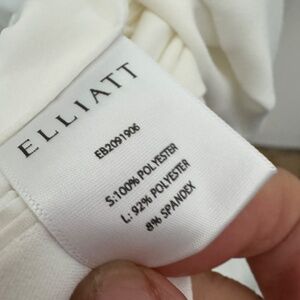 ELLIATT
EB2091906
S:100% POLYESTER
L: 92% POLYESTER
8% SPANDEX